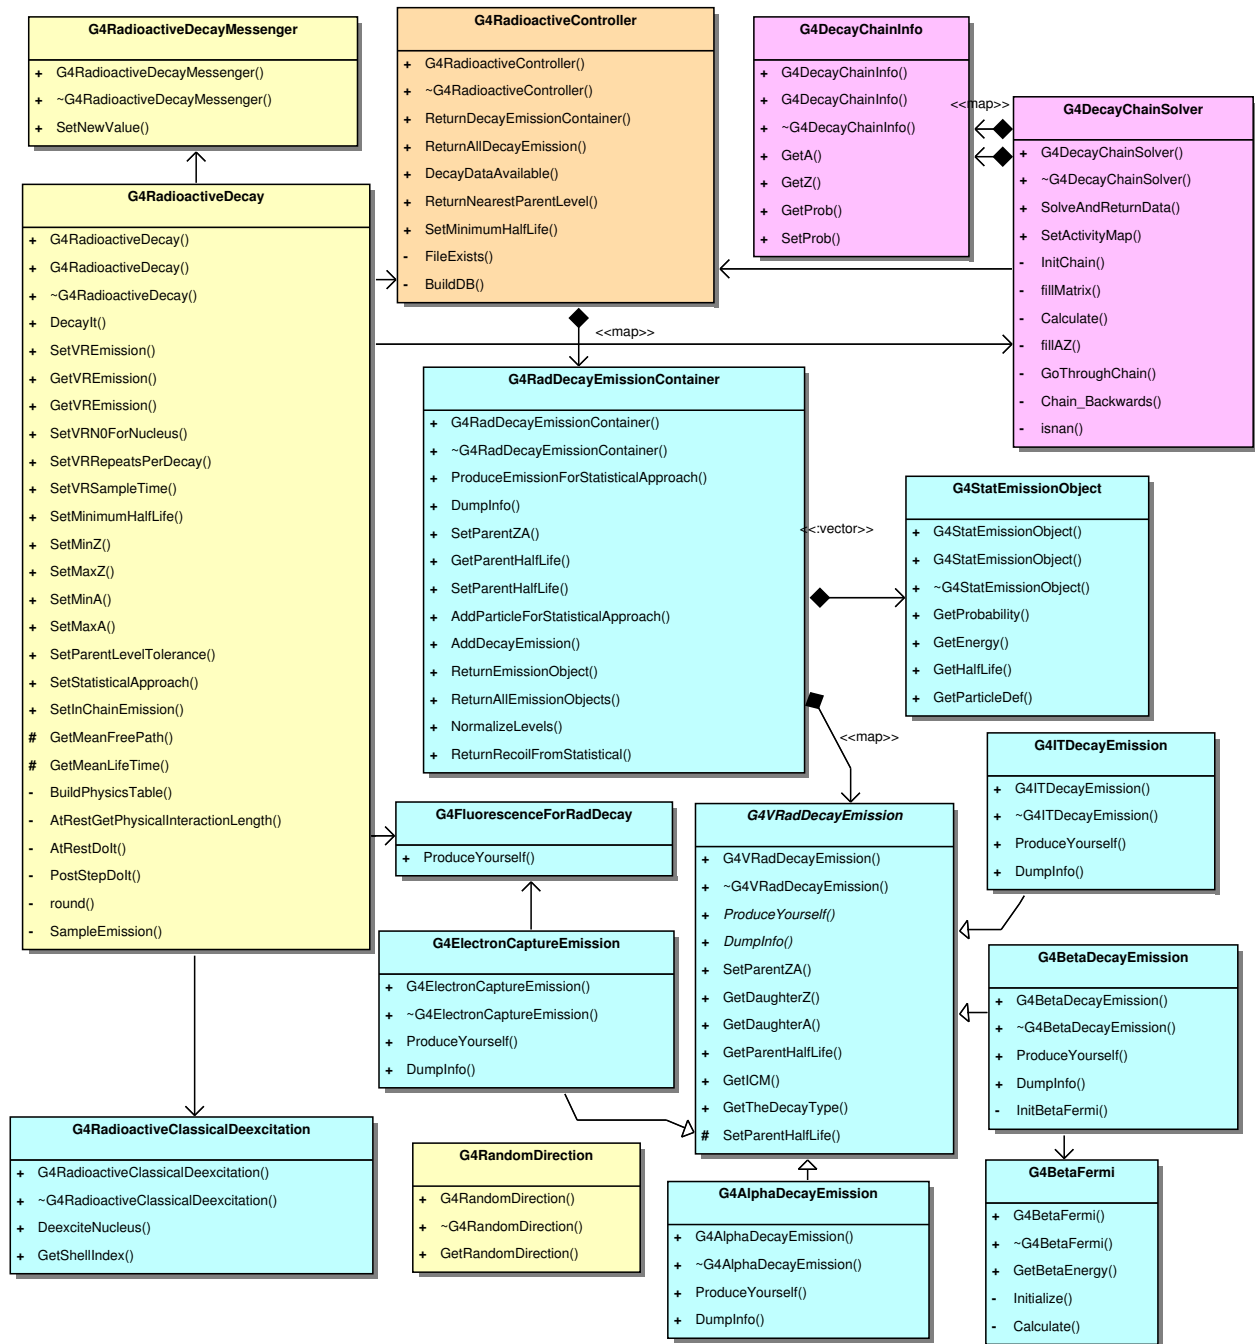 G4RadioactiveDecayMessenger
+ G4RadioactiveDecayMessenger()
+ ~G4RadioactiveDecayMessenger()
+ SetNewValue()
G4RadioactiveController
+ G4RadioactiveController()
+ ~G4RadioactiveController()
+ ReturnDecayEmissionContainer()
+ ReturnAllDecayEmission()
+ DecayDataAvailable()
+ ReturnNearestParentLevel()
+ SetMinimumHalfLife()
- FileExists()
- BuildDB()
G4DecayChainInfo
+ G4DecayChainInfo()
+ G4DecayChainInfo()
+ ~G4DecayChainInfo()
+ GetA()
+ GetZ()
+ GetProb()
+ SetProb()
<<map>>
G4DecayChainSolver
+ G4DecayChainSolver()
+ ~G4DecayChainSolver()
+ SolveAndReturnData()
+ SetActivityMap()
- InitChain()
- fillMatrix()
- Calculate()
- fillAZ()
- GoThroughChain()
- Chain_Backwards()
- isnan()
G4RadioactiveDecay
+ G4RadioactiveDecay()
+ G4RadioactiveDecay()
+ ~G4RadioactiveDecay()
+ DecayIt()
+ SetVREmission()
+ GetVREmission()
+ GetVREmission()
+ SetVRN0ForNucleus()
+ SetVRRepeatsPerDecay()
+ SetVRSampleTime()
+ SetMinimumHalfLife()
+ SetMinZ()
+ SetMaxZ()
+ SetMinA()
+ SetMaxA()
+ SetParentLevelTolerance()
+ SetStatisticalApproach()
+ SetInChainEmission()
# GetMeanFreePath()
# GetMeanLifeTime()
- BuildPhysicsTable()
- AtRestGetPhysicalInteractionLength()
- AtRestDoIt()
- PostStepDoIt()
- round()
- SampleEmission()
<<map>>
G4RadDecayEmissionContainer
+ G4RadDecayEmissionContainer()
+ ~G4RadDecayEmissionContainer()
+ ProduceEmissionForStatisticalApproach()
+ DumpInfo()
+ SetParentZA()
+ GetParentHalfLife()
+ SetParentHalfLife()
+ AddParticleForStatisticalApproach()
+ AddDecayEmission()
+ ReturnEmissionObject()
+ ReturnAllEmissionObjects()
+ NormalizeLevels()
+ ReturnRecoilFromStatistical()
<<:vector>>
G4StatEmissionObject
+ G4StatEmissionObject()
+ G4StatEmissionObject()
+ ~G4StatEmissionObject()
+ GetProbability()
+ GetEnergy()
+ GetHalfLife()
+ GetParticleDef()
<<map>>
G4ITDecayEmission
+ G4ITDecayEmission()
+ ~G4ITDecayEmission()
+ ProduceYourself()
+ DumpInfo()
G4FluorescenceForRadDecay
+ ProduceYourself()
G4VRadDecayEmission
+ G4VRadDecayEmission()
+ ~G4VRadDecayEmission()
+ ProduceYourself()
+ DumpInfo()
+ SetParentZA()
+ GetDaughterZ()
+ GetDaughterA()
+ GetParentHalfLife()
+ GetICM()
+ GetTheDecayType()
# SetParentHalfLife()
G4ElectronCaptureEmission
+ G4ElectronCaptureEmission()
+ ~G4ElectronCaptureEmission()
+ ProduceYourself()
+ DumpInfo()
G4BetaDecayEmission
+ G4BetaDecayEmission()
+ ~G4BetaDecayEmission()
+ ProduceYourself()
+ DumpInfo()
- InitBetaFermi()
G4RadioactiveClassicalDeexcitation
+ G4RadioactiveClassicalDeexcitation()
+ ~G4RadioactiveClassicalDeexcitation()
+ DeexciteNucleus()
+ GetShellIndex()
G4RandomDirection
+ G4RandomDirection()
+ ~G4RandomDirection()
+ GetRandomDirection()
G4AlphaDecayEmission
+ G4AlphaDecayEmission()
+ ~G4AlphaDecayEmission()
+ ProduceYourself()
+ DumpInfo()
G4BetaFermi
+ G4BetaFermi()
+ ~G4BetaFermi()
+ GetBetaEnergy()
- Initialize()
- Calculate()